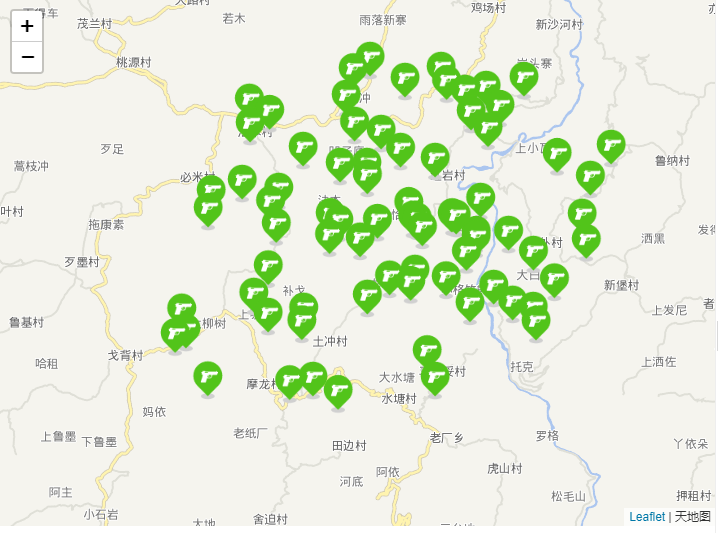 +
−
茂兰村
若木
雨落新寨
鸡场村
新沙河村
桃源村
岩头寨
歹足
蒿枝冲
必米村
岩村
上小
鲁纳村
叶村
拖康素
洒黑
歹墨村
补戈
大白
新堡村
上发尼
鲁基村
柳树
土冲村
戈背村
哈租
摩龙村
大水塘
水塘村
托克
上洒佐
妈依
上鲁墨
下鲁墨
老纸厂
田边村
老厂乡
罗格
丫依朵
河底
阿依
虎山村
阿主
松毛山
押租村
小石岩
舍迫村
Leaflet | 天地图